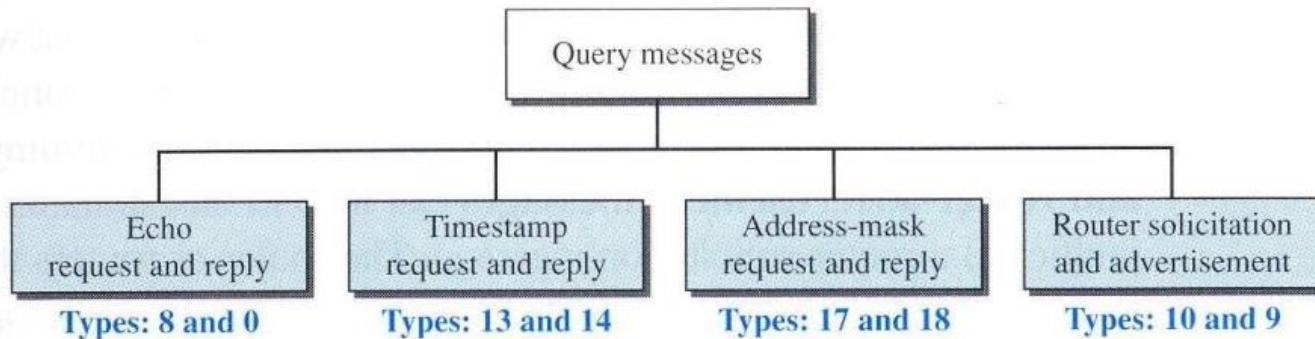 Query messages
Echo
request and reply
Timestamp
request and reply
Address-mask
request and reply
Router solicitation
and advertisement
Types: 8 and 0
Types: 13 and 14
Types: 17 and 18
Types: 10 and 9